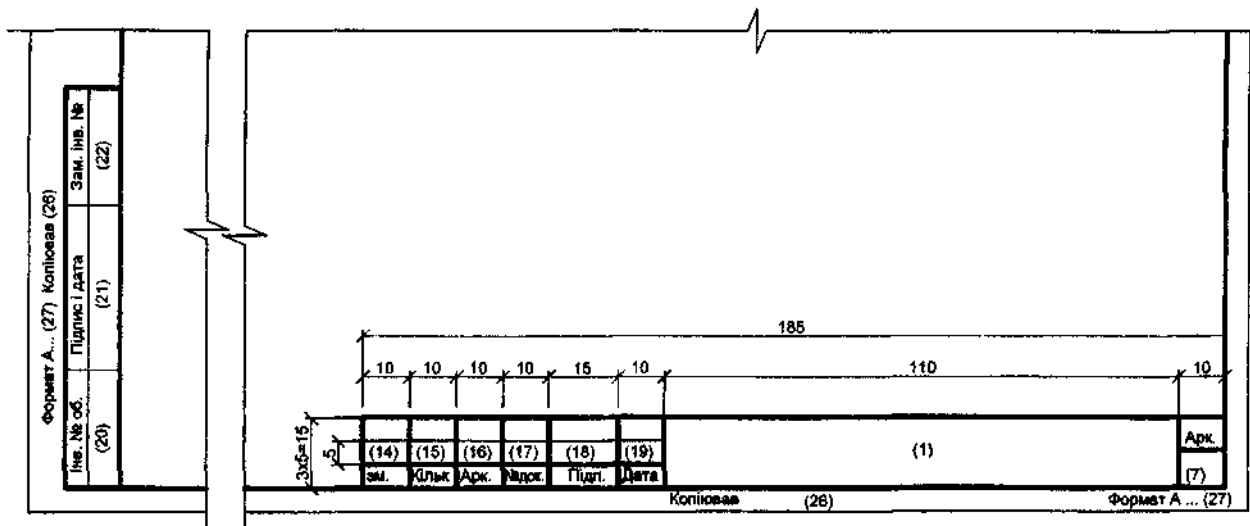 Формат А... (27) Копіював (26)
Інв. № об. Підпис і дата Зам. інв. №
(20) (21) (22)
185
10 10 10 10 15 10 110 10
3х5=15
5
(14) (15) (16) (17) (18) (19) (1) Арк.
зм. Кільк Арк. №док. Підп. Дата (7)
Копіював (26) Формат А ... (27)